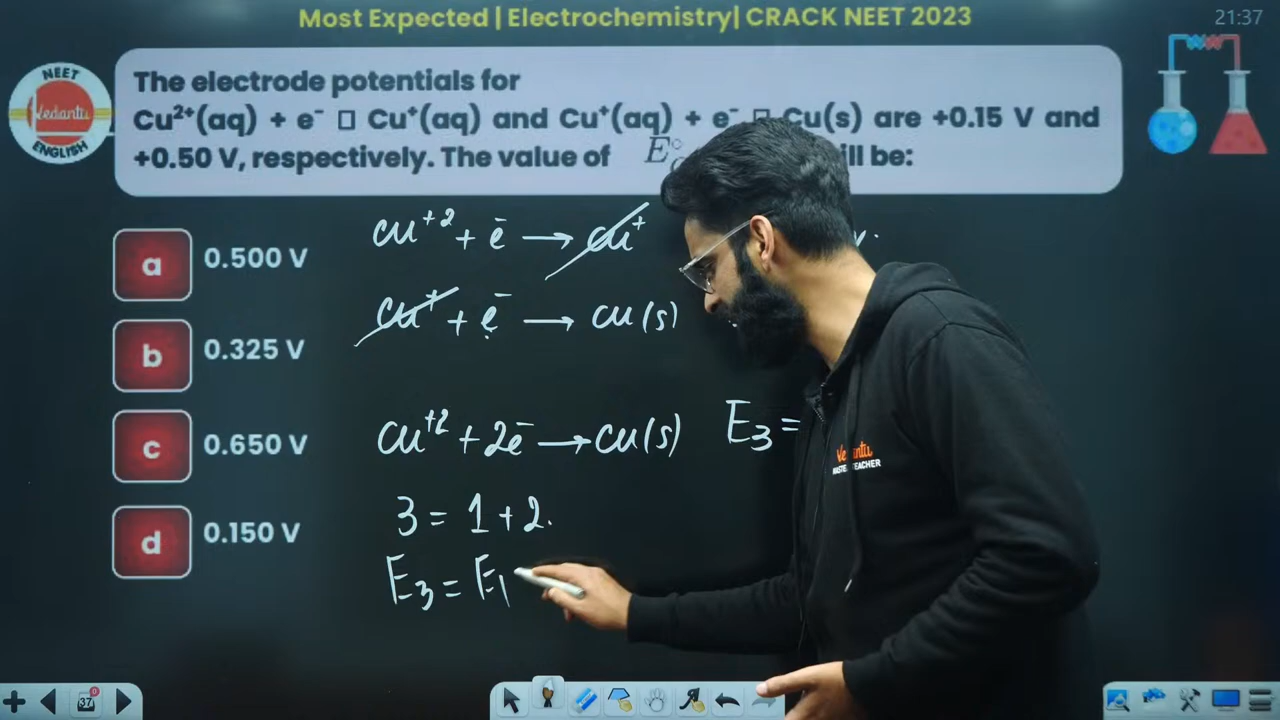 Most Expected | Electrochemistry| CRACK NEET 2023
21:37
NEET
Vedantu
ENGLISH
The electrode potentials for
Cu²⁺(aq) + e⁻ ▯ Cu⁺(aq) and Cu⁺(aq) + e⁻ ▯ Cu(s) are +0.15 V and
+0.50 V, respectively. The value of E° ill be:
a 0.500 V
b 0.325 V
c 0.650 V
d 0.150 V
cu⁺² + e⁻ → cu⁺ v.
cu⁺ + e⁻ → cu(s)
cu⁺² + 2e⁻ → cu(s) E₃ =
3 = 1 + 2.
E₃ = E₁
Vedantu
MASTER TEACHER
37